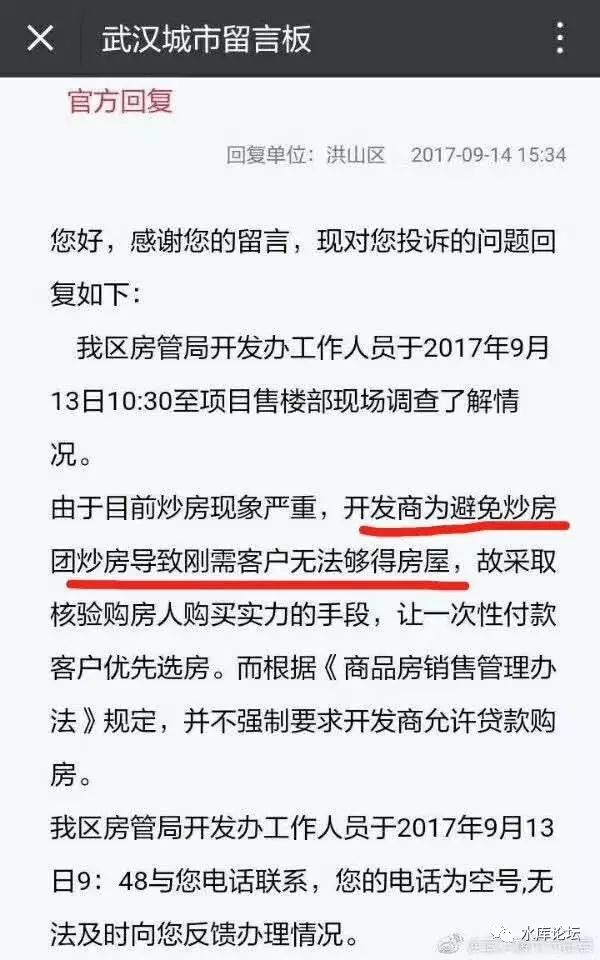 武汉城市留言板
官方回复
回复单位：洪山区 2017-09-14 15:34
您好，感谢您的留言，现对您投诉的问题回
复如下：
我区房管局开发办工作人员于2017年9月
13日10:30至项目售楼部现场调查了解情
况。
由于目前炒房现象严重，开发商为避免炒房
团炒房导致刚需客户无法够得房屋，故采取
核验购房人购买实力的手段，让一次性付款
客户优先选房。而根据《商品房销售管理办
法》规定，并不强制要求开发商允许贷款购
房。
我区房管局开发办工作人员于2017年9月13
日9：48与您电话联系，您的电话为空号,无
法及时向您反馈办理情况。
水库论坛